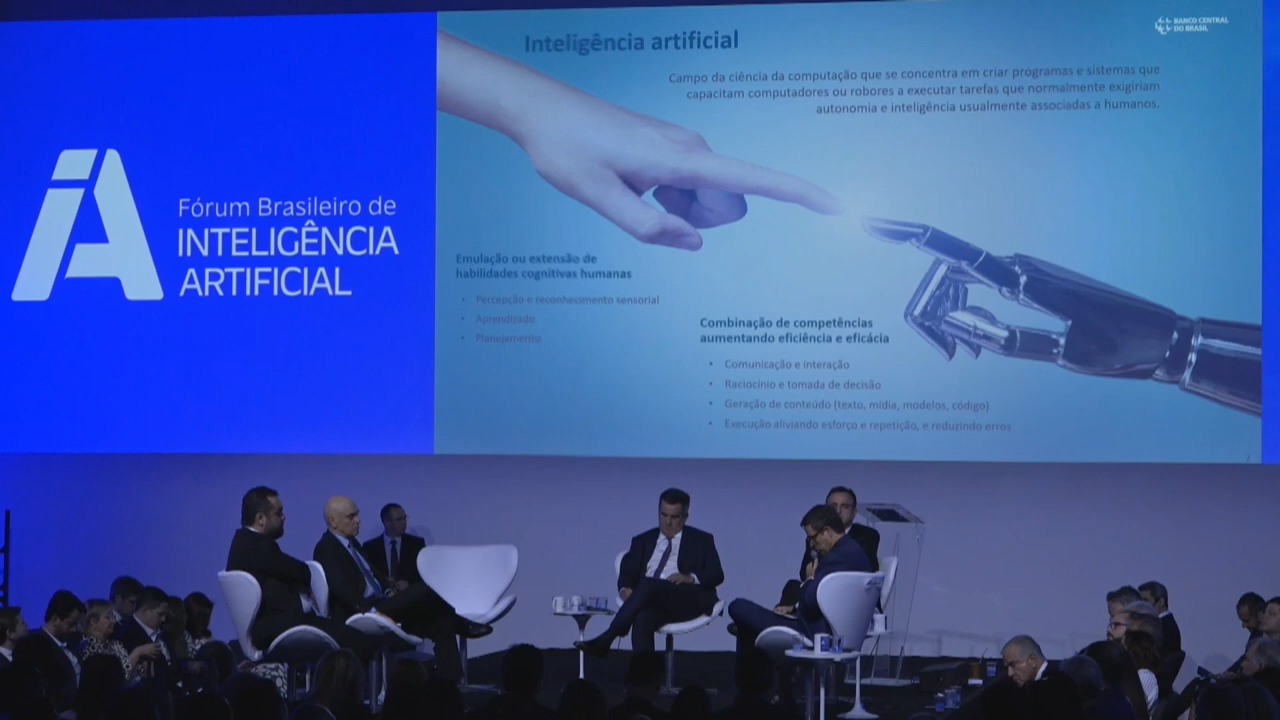 iA
Fórum Brasileiro de
INTELIGÊNCIA
ARTIFICIAL
Inteligência artificial
BANCO CENTRAL
DO BRASIL
Campo da ciência da computação que se concentra em criar programas e sistemas que
capacitam computadores ou robores a executar tarefas que normalmente exigiriam
autonomia e inteligência usualmente associadas a humanos.
Emulação ou extensão de
habilidades cognitivas humanas
• Percepção e reconhecimento sensorial
• Aprendizado
• Planejamento
Combinação de competências
aumentando eficiência e eficácia
• Comunicação e interação
• Raciocínio e tomada de decisão
• Geração de conteúdo (texto, mídia, modelos, código)
• Execução aliviando esforço e repetição, e reduzindo erros